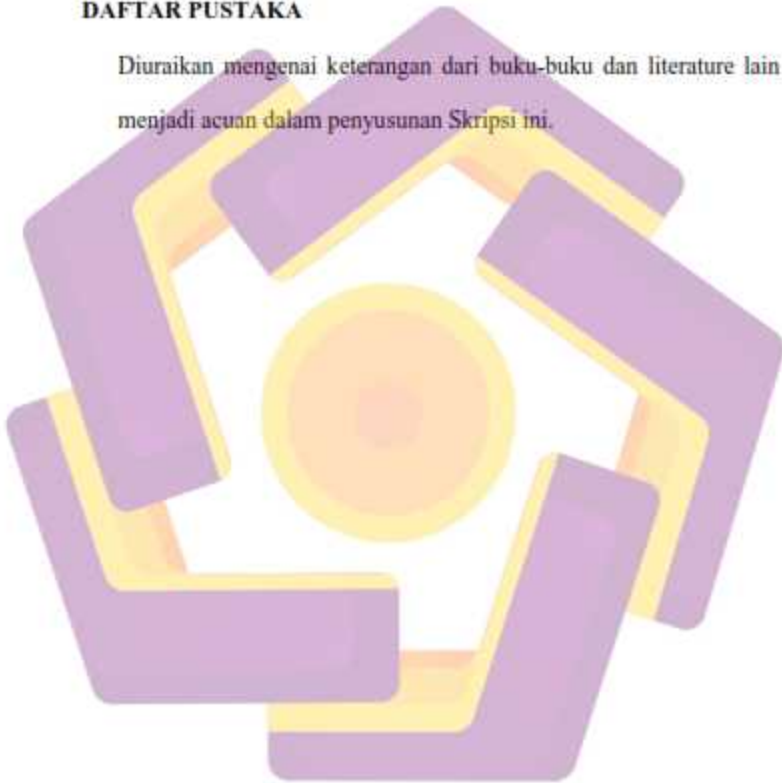 DAFTAR PUSTAKA
Diuraikan mengenai keterangan dari buku-buku dan literature lain
menjadi acuan dalam penyusunan Skripsi ini.